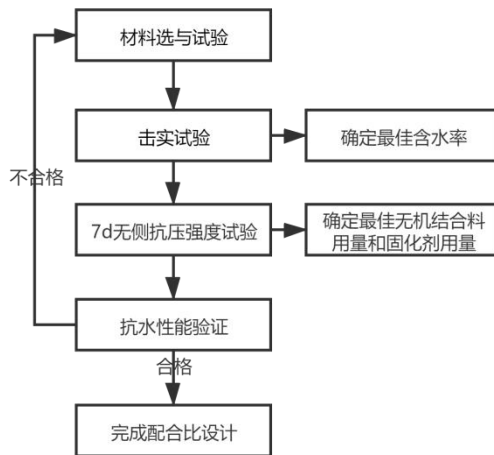 材料选与试验
击实试验
确定最佳含水率
不合格
7d无侧抗压强度试验
确定最佳无机结合料
用量和固化剂用量
抗水性能验证
合格
完成配合比设计